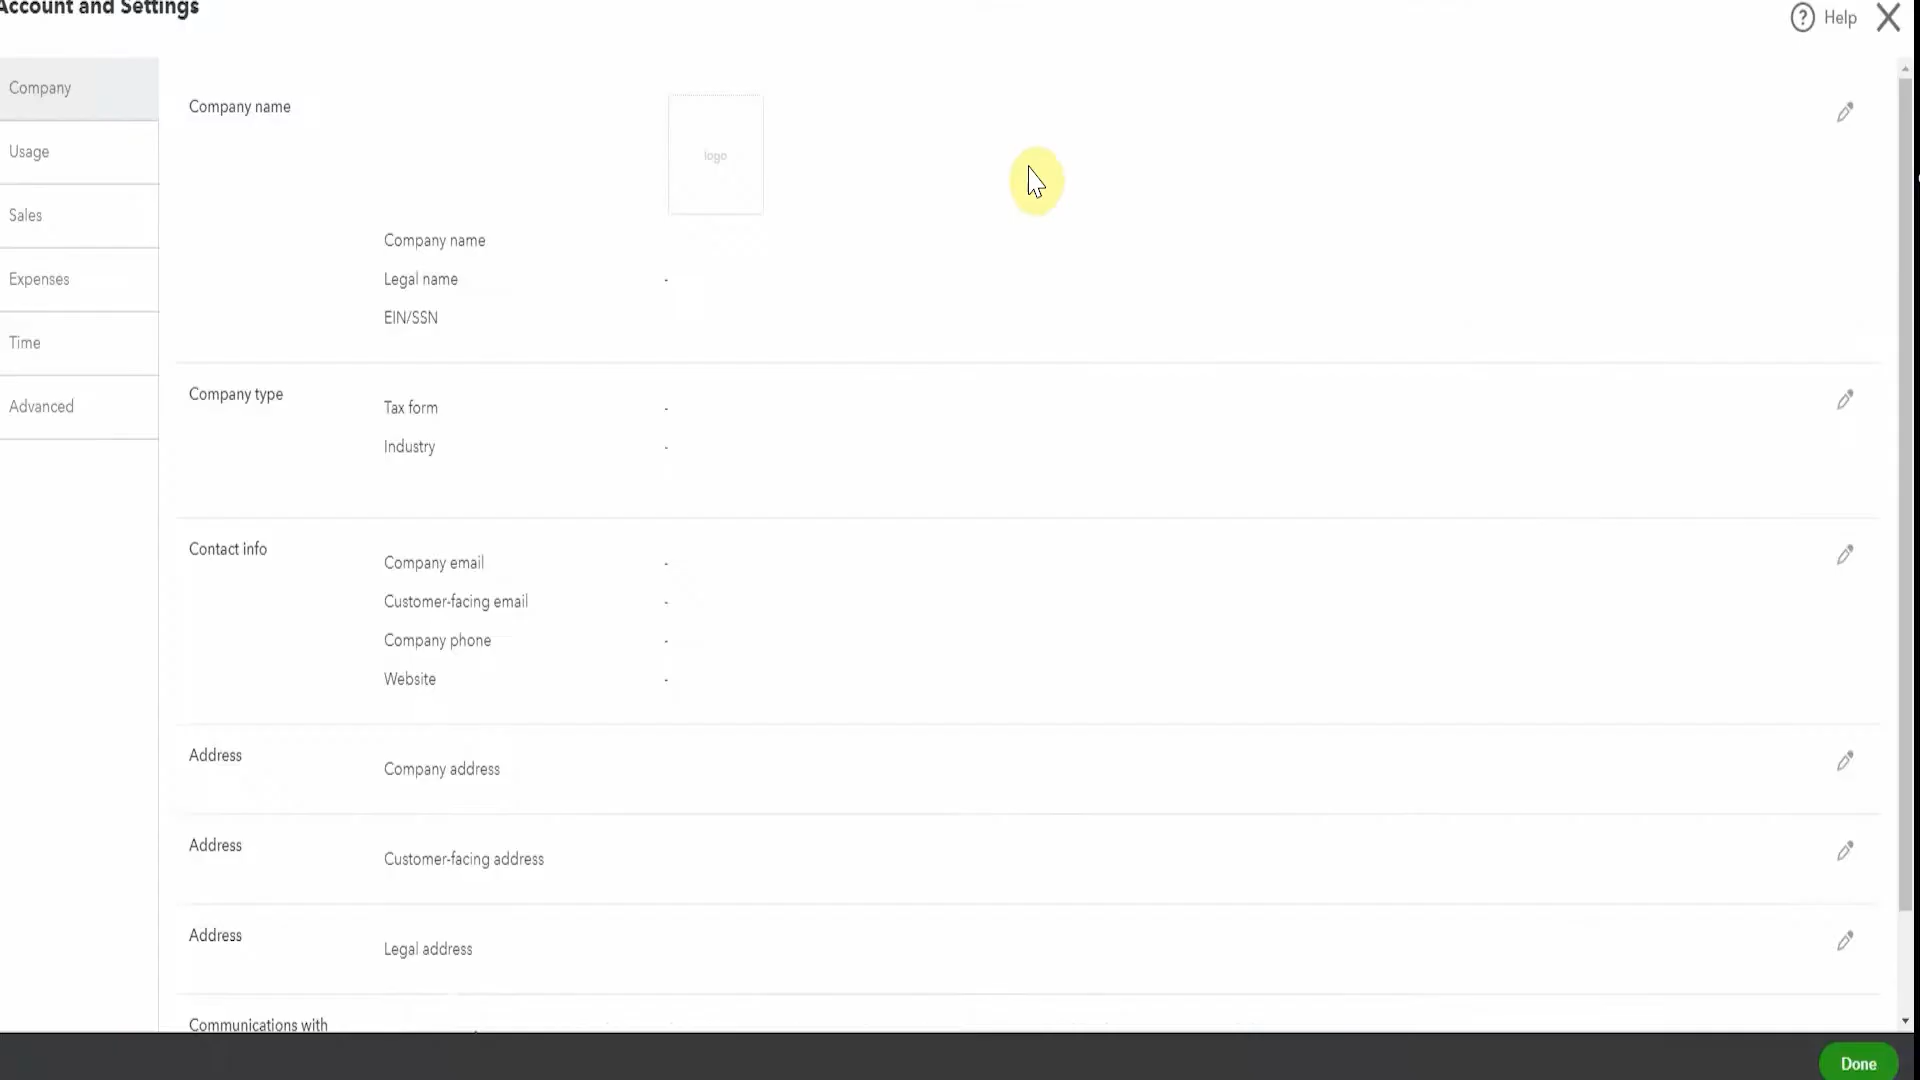 Account and Settings
? Help
Company
Usage
Sales
Expenses
Time
Advanced
Company name
logo
Company name
Legal name -
EIN/SSN
Company type
Tax form -
Industry -
Contact info
Company email -
Customer-facing email -
Company phone -
Website -
Address
Company address
Address
Customer-facing address
Address
Legal address
Communications with
Done